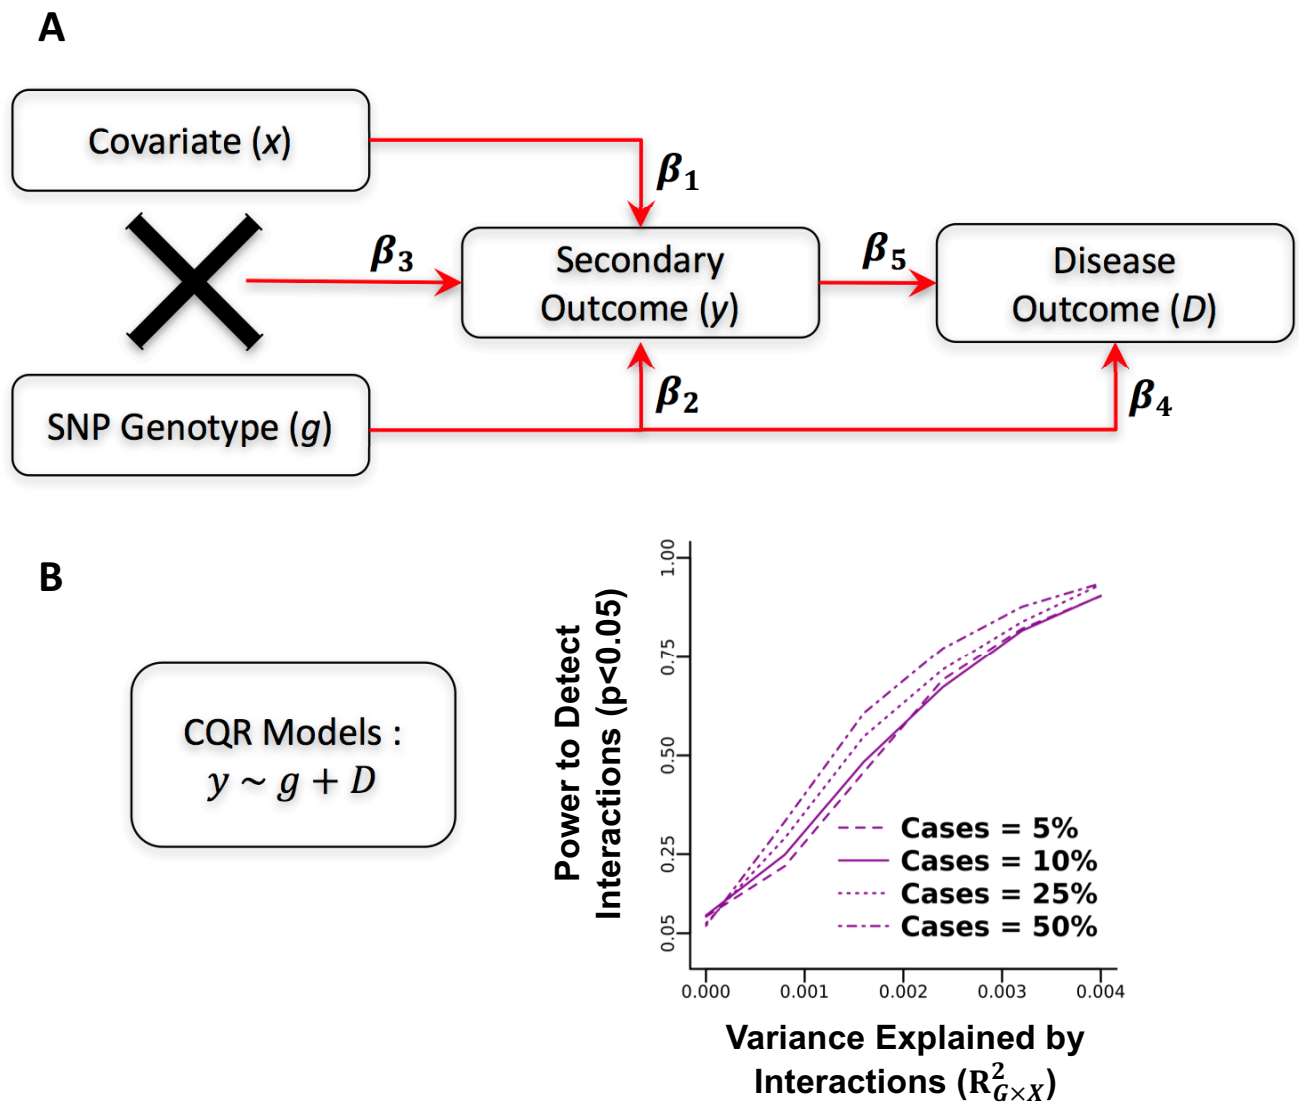 A
Covariate (x)
β1
β3
Secondary
Outcome (y)
β5
Disease
Outcome (D)
β2
β4
SNP Genotype (g)
B
CQR Models :
y ~ g + D
Power to Detect
Interactions (p<0.05)
1.00
0.75
0.50
0.25
0.05
Cases = 5%
Cases = 10%
Cases = 25%
Cases = 50%
0.000 0.001 0.002 0.003 0.004
Variance Explained by
Interactions (R²G×X)